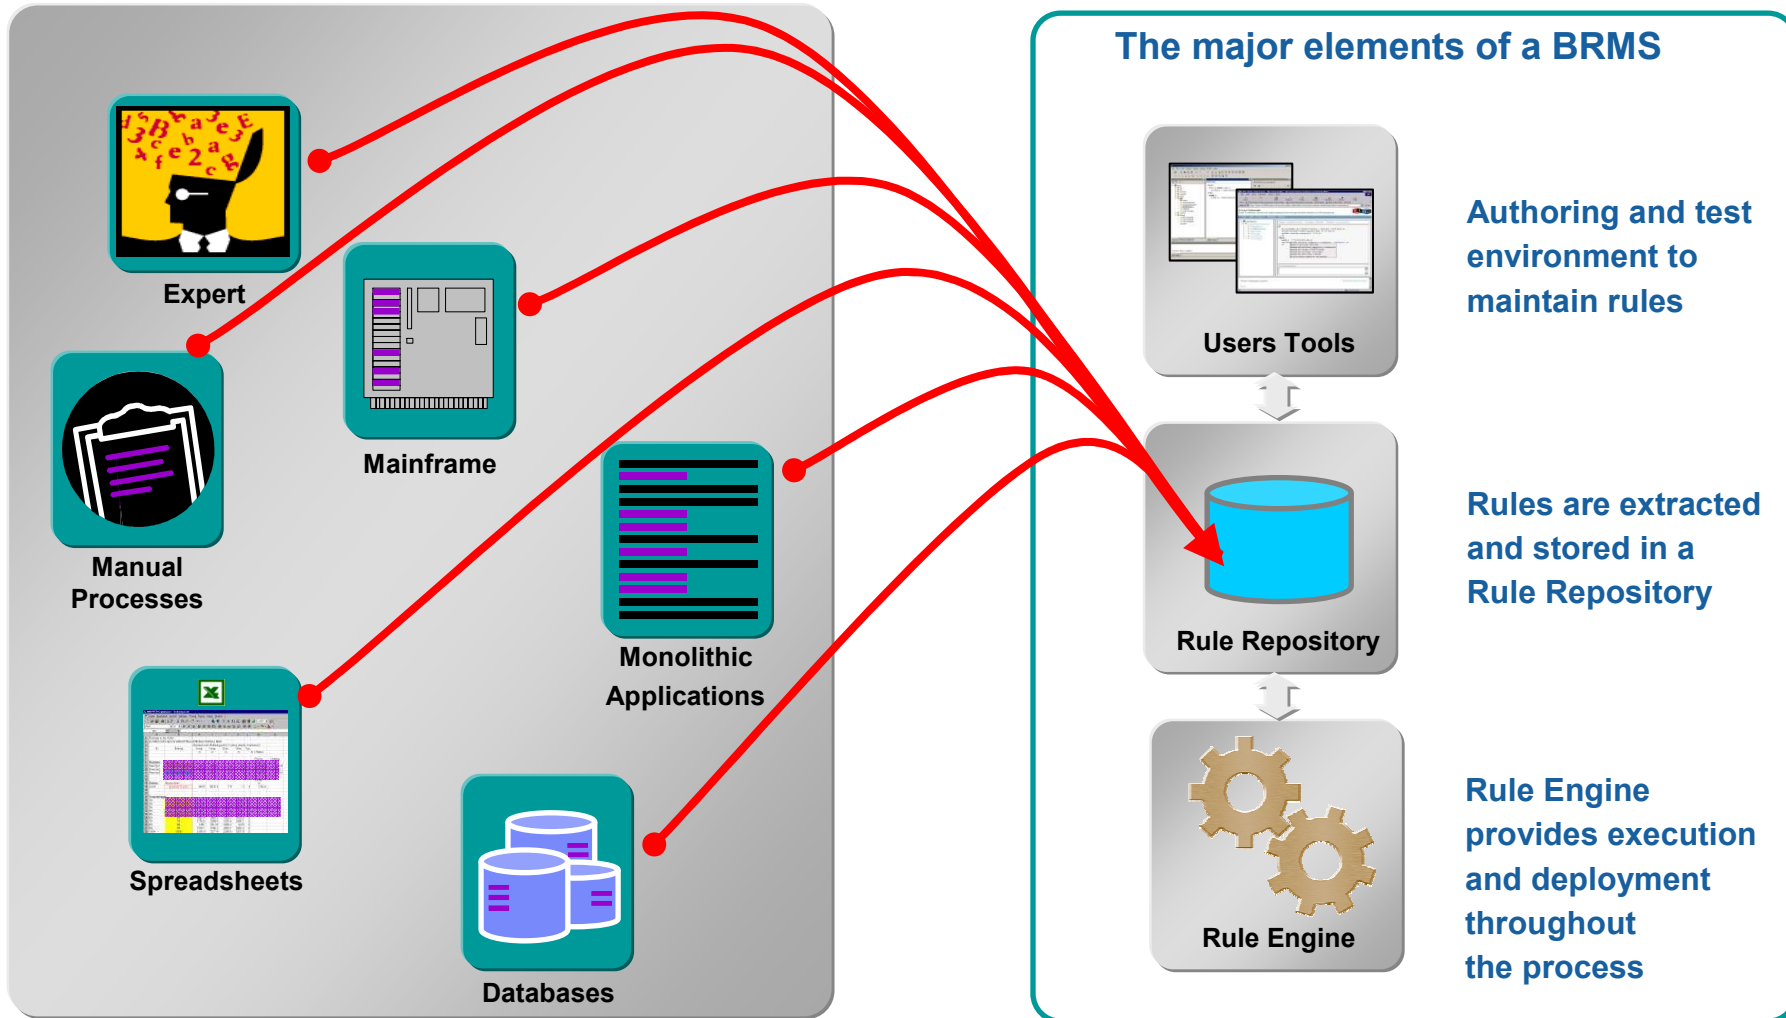 The major elements of a BRMS
Expert
Mainframe
Manual
Processes
Monolithic
Applications
Spreadsheets
Databases
Users Tools
Authoring and test
environment to
maintain rules
Rule Repository
Rules are extracted
and stored in a
Rule Repository
Rule Engine
Rule Engine
provides execution
and deployment
throughout
the process